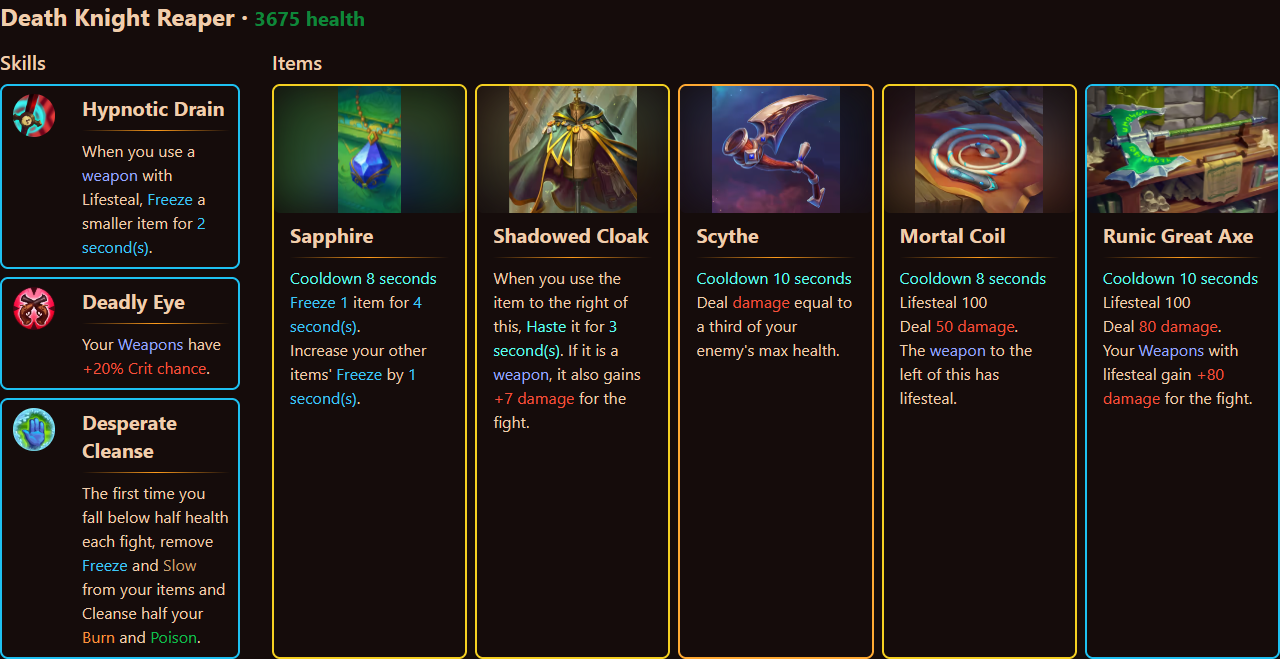 Death Knight Reaper · 3675 health
Skills
Hypnotic Drain
When you use a
weapon with
Lifesteal, Freeze a
smaller item for 2
second(s).
Deadly Eye
Your Weapons have
+20% Crit chance.
Desperate
Cleanse
The first time you
fall below half health
each fight, remove
Freeze and Slow
from your items and
Cleanse half your
Burn and Poison.
Items
Sapphire
Cooldown 8 seconds
Freeze 1 item for 4
second(s).
Increase your other
items' Freeze by 1
second(s).
Shadowed Cloak
When you use the
item to the right of
this, Haste it for 3
second(s). If it is a
weapon, it also gains
+7 damage for the
fight.
Scythe
Cooldown 10 seconds
Deal damage equal to
a third of your
enemy's max health.
Mortal Coil
Cooldown 8 seconds
Lifesteal 100
Deal 50 damage.
The weapon to the
left of this has
lifesteal.
Runic Great Axe
Cooldown 10 seconds
Lifesteal 100
Deal 80 damage.
Your Weapons with
lifesteal gain +80
damage for the fight.